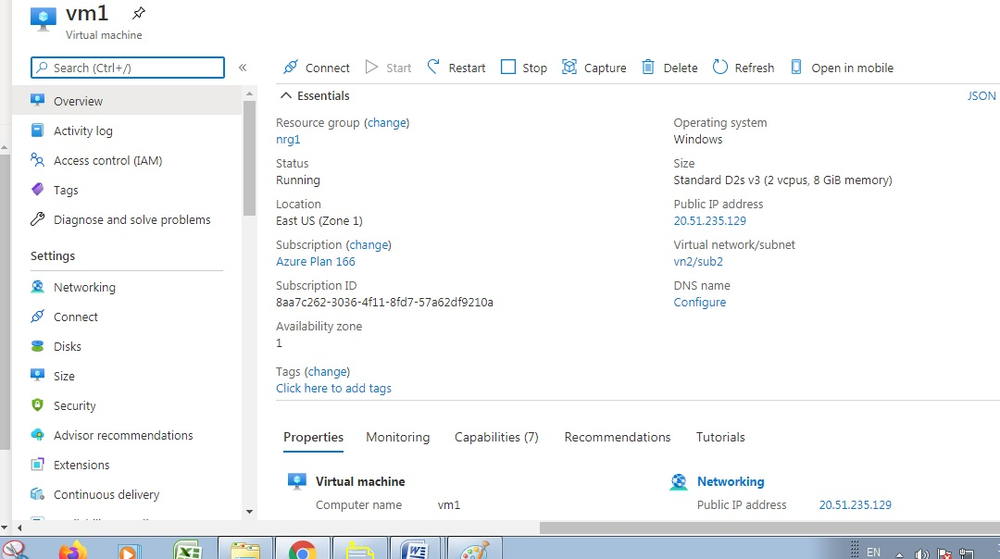 vm1
Virtual machine
Search (Ctrl+/)
«
Connect Start Restart Stop Capture Delete Refresh Open in mobile
Overview
Activity log
Access control (IAM)
Tags
Diagnose and solve problems
Settings
Networking
Connect
Disks
Size
Security
Advisor recommendations
Extensions
Continuous delivery
Essentials
JSON
Resource group (change)
nrg1
Status
Running
Location
East US (Zone 1)
Subscription (change)
Azure Plan 166
Subscription ID
8aa7c262-3036-4f11-8fd7-57a62df9210a
Availability zone
1
Tags (change)
Click here to add tags
Operating system
Windows
Size
Standard D2s v3 (2 vcpus, 8 GiB memory)
Public IP address
20.51.235.129
Virtual network/subnet
vn2/sub2
DNS name
Configure
Properties Monitoring Capabilities (7) Recommendations Tutorials
Virtual machine
Computer name vm1
Networking
Public IP address 20.51.235.129
EN